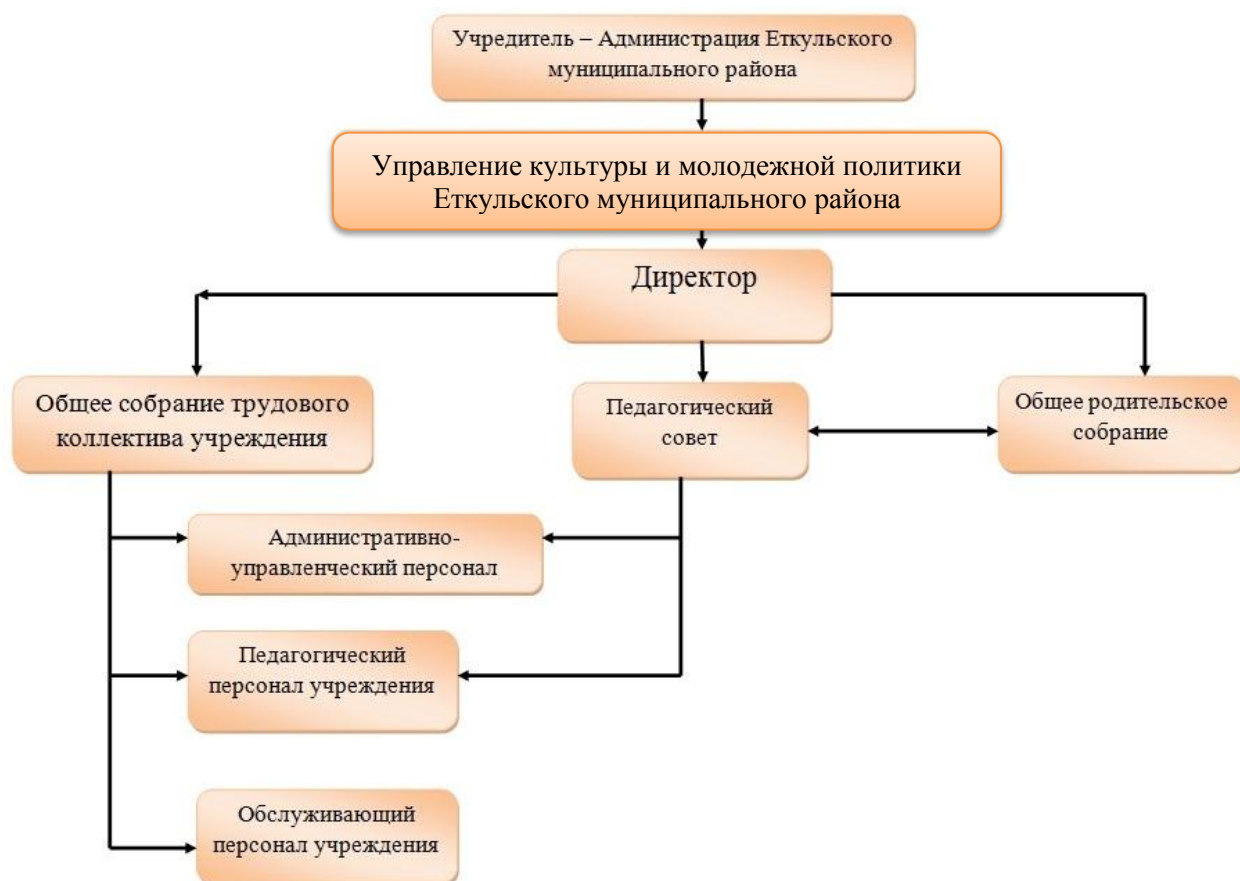 Учредитель – Администрация Еткульского
муниципального района
Управление культуры и молодежной политики
Еткульского муниципального района
Директор
Общее собрание трудового
коллектива учреждения
Педагогический
совет
Общее родительское
собрание
Административно-
управленческий персонал
Педагогический
персонал учреждения
Обслуживающий
персонал учреждения